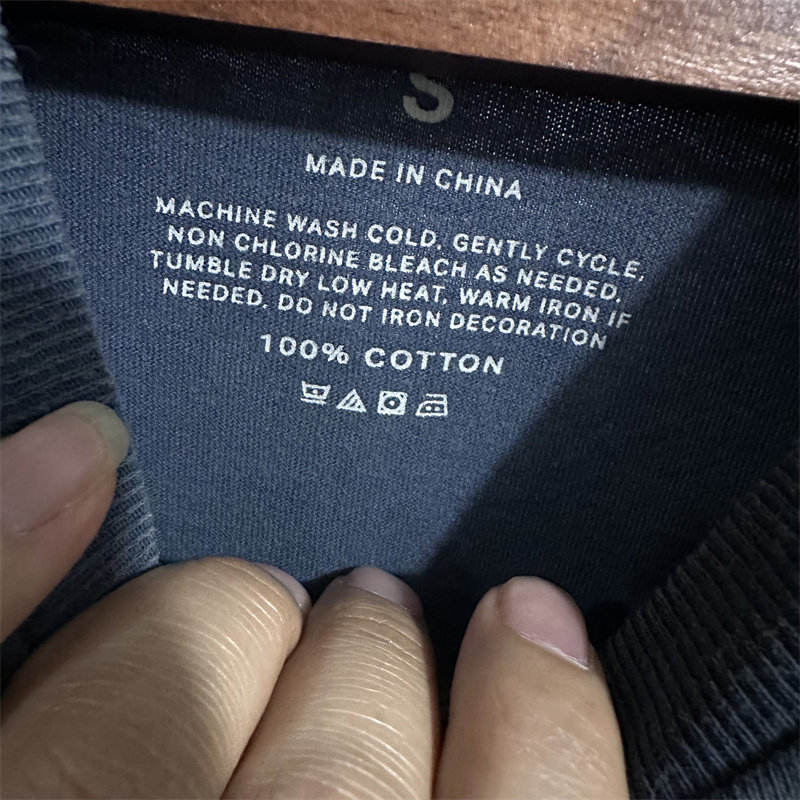 S
MADE IN CHINA
MACHINE WASH COLD, GENTLY CYCLE,
NON CHLORINE BLEACH AS NEEDED,
TUMBLE DRY LOW HEAT, WARM IRON IF
NEEDED. DO NOT IRON DECORATION
100% COTTON